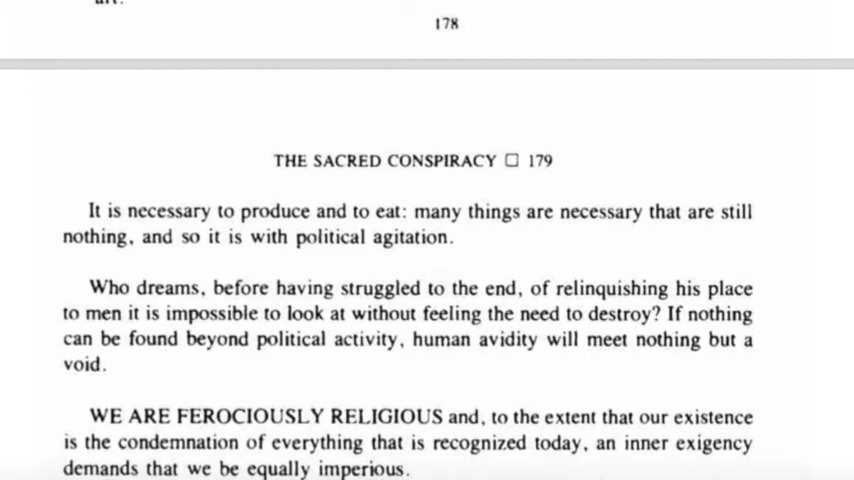 178
THE SACRED CONSPIRACY □ 179
It is necessary to produce and to eat: many things are necessary that are still
nothing, and so it is with political agitation.
Who dreams, before having struggled to the end, of relinquishing his place
to men it is impossible to look at without feeling the need to destroy? If nothing
can be found beyond political activity, human avidity will meet nothing but a
void.
WE ARE FEROCIOUSLY RELIGIOUS and, to the extent that our existence
is the condemnation of everything that is recognized today, an inner exigency
demands that we be equally imperious.